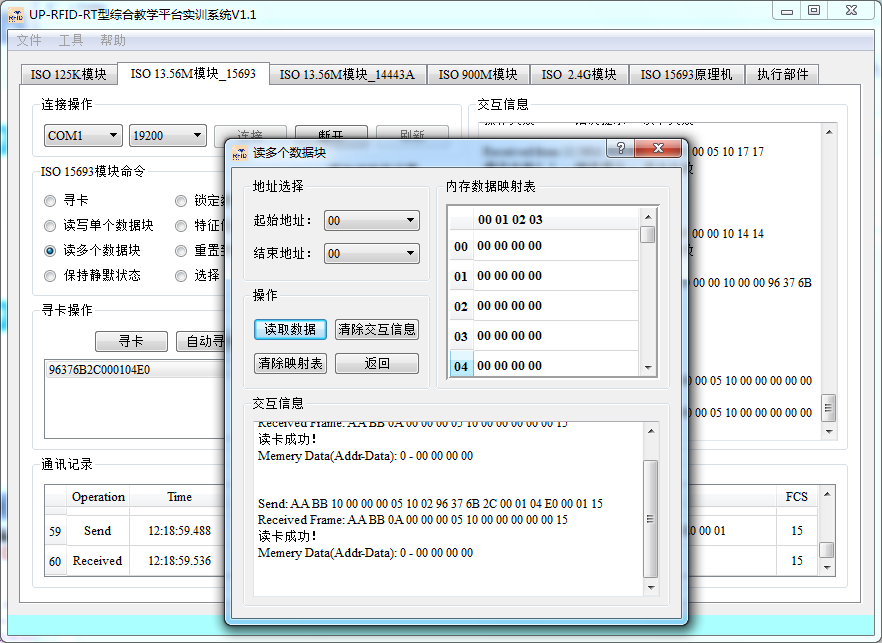 UP-RFID-RT型综合教学平台实训系统V1.1
文件 工具 帮助
ISO 125K模块 ISO 13.56M模块_15693 ISO 13.56M模块_14443A ISO 900M模块 ISO 2.4G模块 ISO 15693原理机 执行部件
连接操作
COM1 19200 连接 断开 刷新
ISO 15693模块命令
寻卡 锁定
读写单个数据块 特征
读多个数据块 重置
保持静默状态 选择
寻卡操作
寻卡 自动寻
96376B2C000104E0
通讯记录
Operation Time FCS
59 Send 12:18:59.488 0 00 01 15
60 Received 12:18:59.536 15
交互信息
00 05 10 17 17
00 00 10 14 14
00 00 10 00 00 96 37 6B
00 05 10 00 00 00 00
00 05 10 00 00 00 00
读多个数据块
地址选择
起始地址： 00
结束地址： 00
操作
读取数据 清除交互信息
清除映射表 返回
内存数据映射表
00 01 02 03
00 00 00 00 00
01 00 00 00 00
02 00 00 00 00
03 00 00 00 00
04 00 00 00 00
交互信息
Received Frame: AA BB 0A 00 00 00 05 10 00 00 00 00 00 15
读卡成功!
Memory Data(Addr-Data): 0 - 00 00 00 00
Send: AA BB 10 00 00 00 05 10 02 96 37 6B 2C 00 01 04 E0 00 01 15
Received Frame: AA BB 0A 00 00 00 05 10 00 00 00 00 00 15
读卡成功!
Memory Data(Addr-Data): 0 - 00 00 00 00